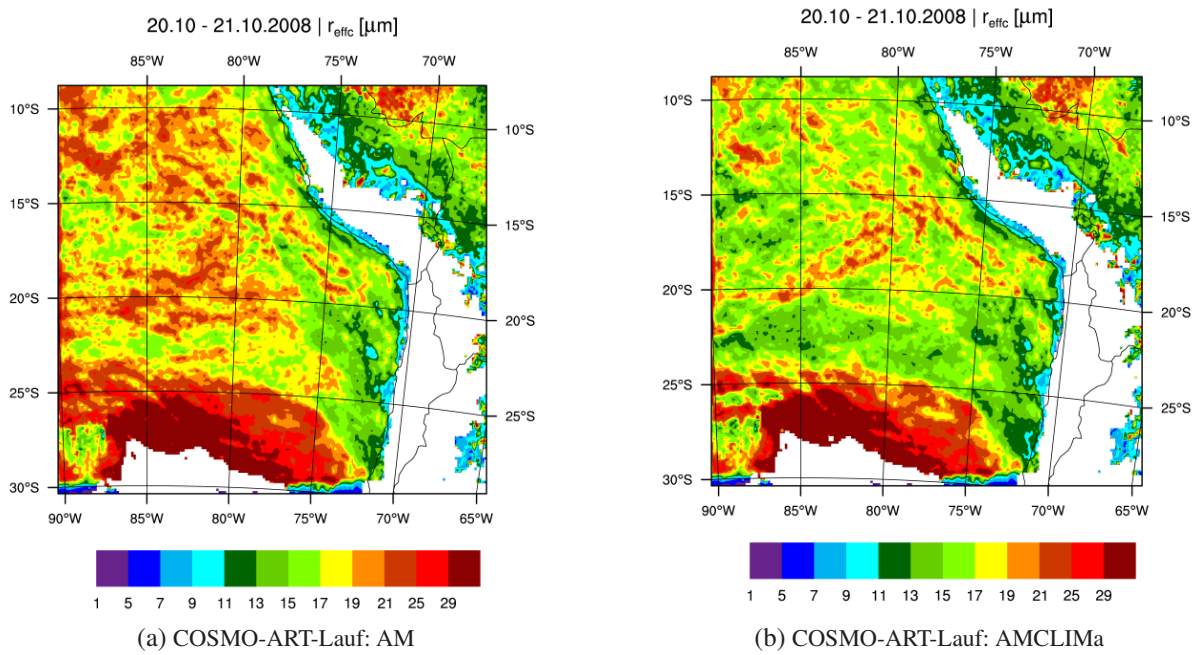 20.10 - 21.10.2008 | r_effc [µm]
85°W 80°W 75°W 70°W
10°S
15°S
20°S
25°S
30°S
10°S
15°S
20°S
25°S
90°W 85°W 80°W 75°W 70°W 65°W
1 5 7 9 11 13 15 17 19 21 25 29
(a) COSMO-ART-Lauf: AM
20.10 - 21.10.2008 | r_effc [µm]
85°W 80°W 75°W 70°W
10°S
15°S
20°S
25°S
30°S
10°S
15°S
20°S
25°S
90°W 85°W 80°W 75°W 70°W 65°W
1 5 7 9 11 13 15 17 19 21 25 29
(b) COSMO-ART-Lauf: AMCLIMa